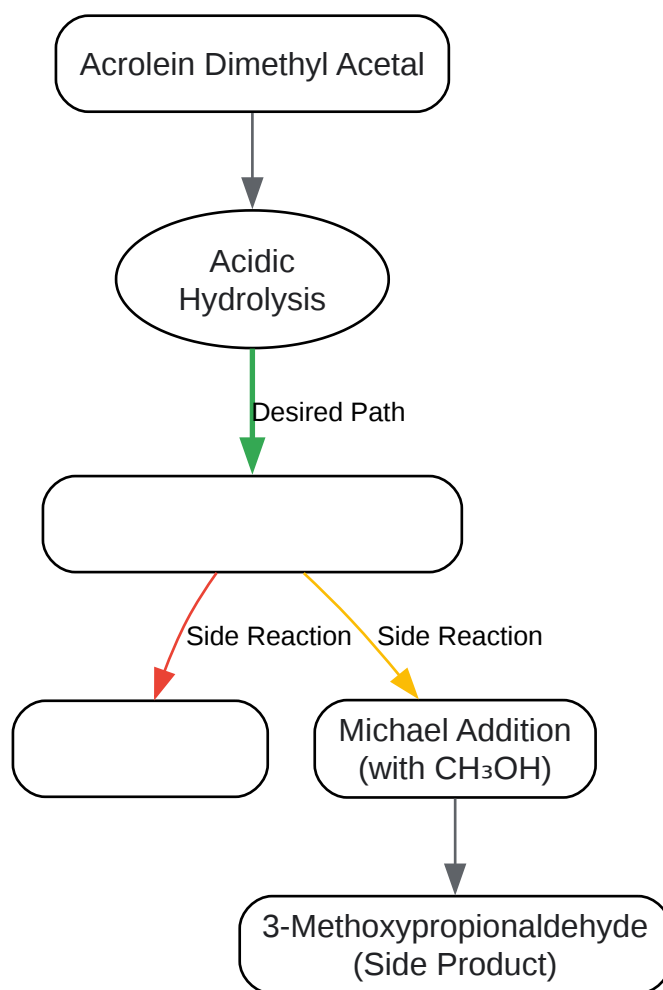 Acrolein Dimethyl Acetal
Acidic
Hydrolysis
Desired Path
Side Reaction
Side Reaction
Michael Addition
(with CH₃OH)
3-Methoxypropionaldehyde
(Side Product)